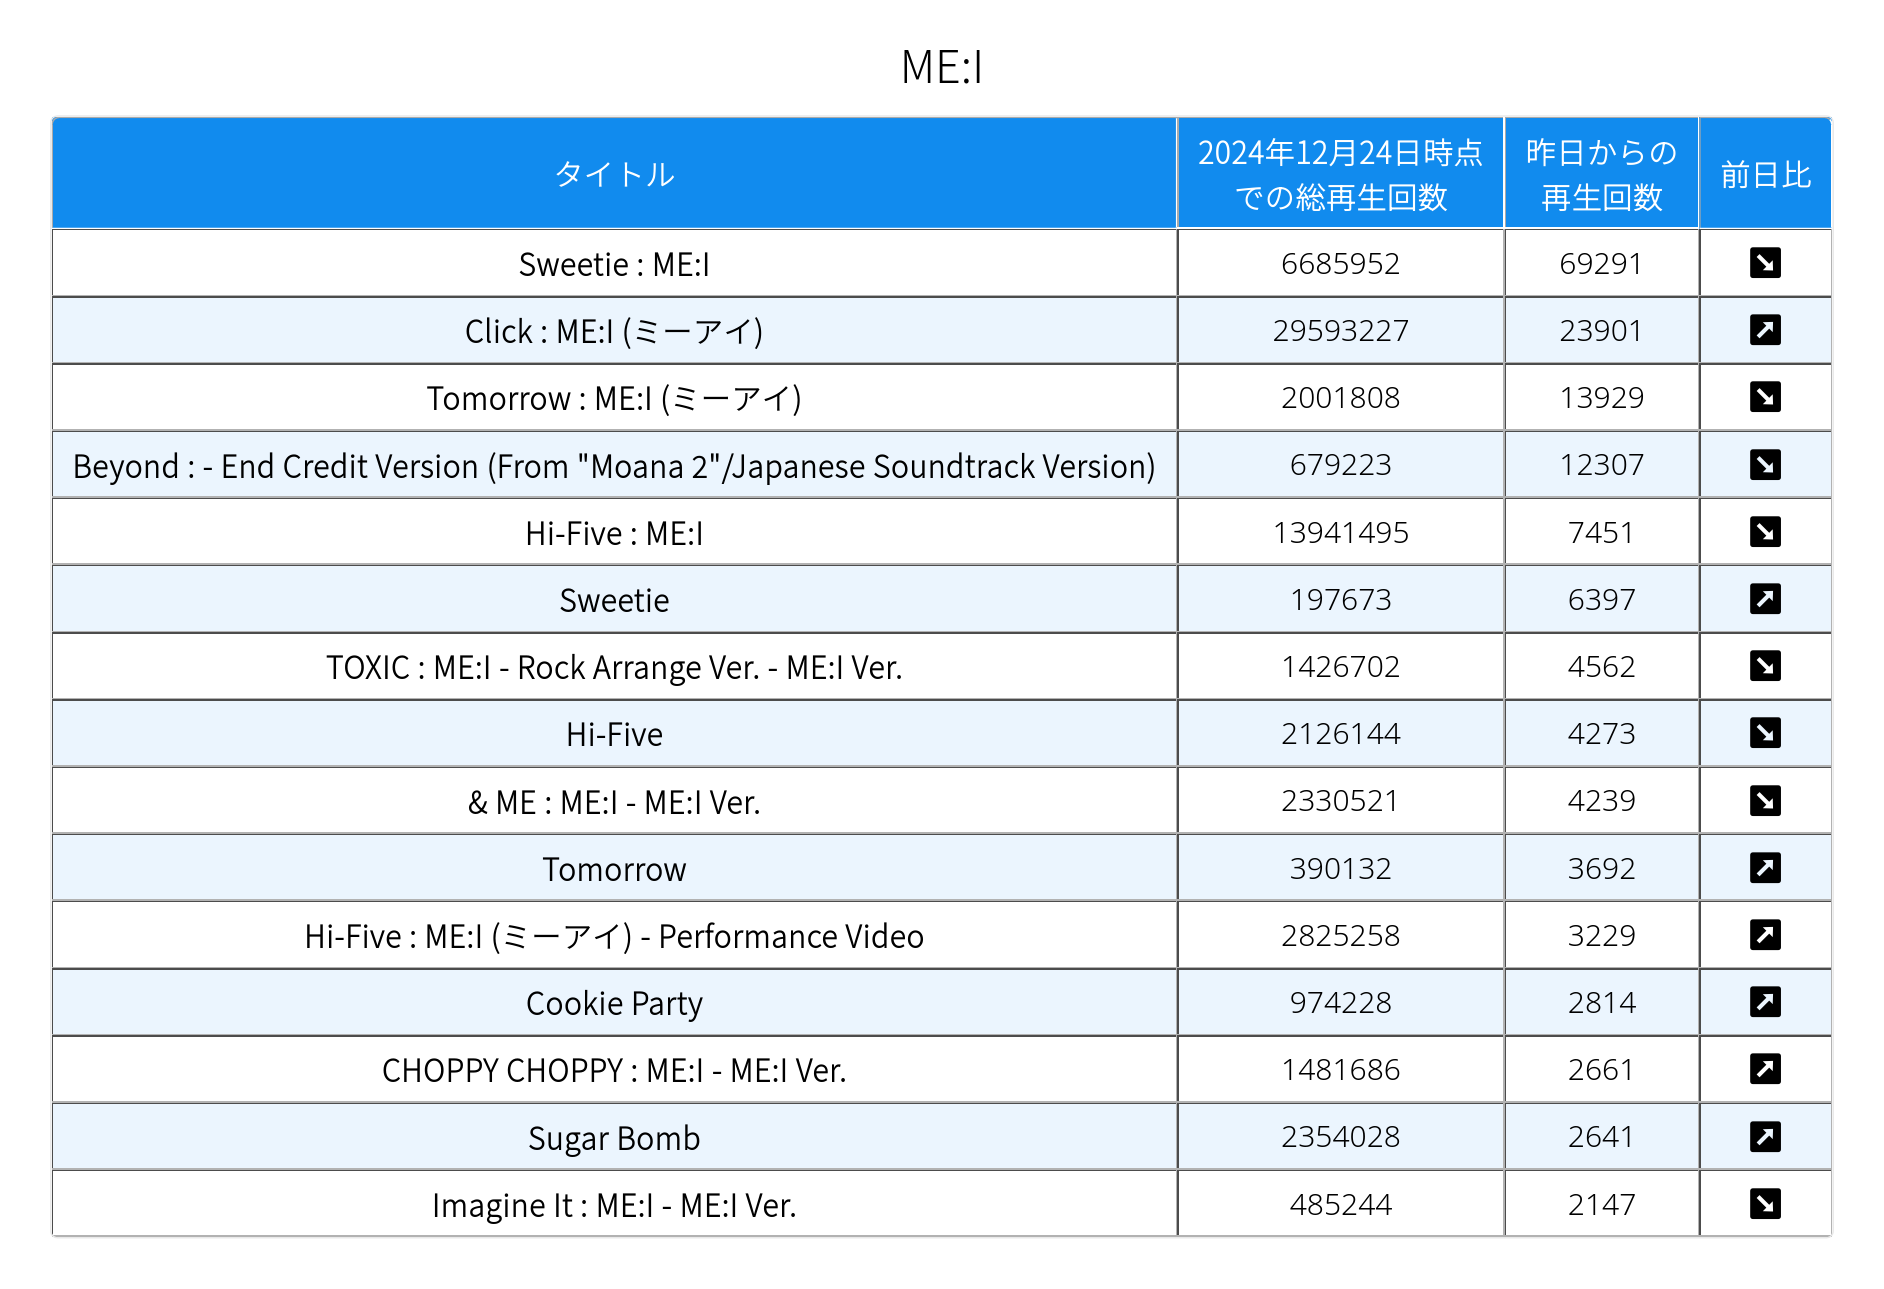 ME:I
タイトル 2024年12月24日時点 昨日からの 前日比
での総再生回数 再生回数
Sweetie : ME:I 6685952 69291 ↘
Click : ME:I (ミーアイ) 29593227 23901 ↗
Tomorrow : ME:I (ミーアイ) 2001808 13929 ↘
Beyond : - End Credit Version (From "Moana 2"/Japanese Soundtrack Version) 679223 12307 ↘
Hi-Five : ME:I 13941495 7451 ↘
Sweetie 197673 6397 ↗
TOXIC : ME:I - Rock Arrange Ver. - ME:I Ver. 1426702 4562 ↘
Hi-Five 2126144 4273 ↘
& ME : ME:I - ME:I Ver. 2330521 4239 ↘
Tomorrow 390132 3692 ↗
Hi-Five : ME:I (ミーアイ) - Performance Video 2825258 3229 ↗
Cookie Party 974228 2814 ↗
CHOPPY CHOPPY : ME:I - ME:I Ver. 1481686 2661 ↗
Sugar Bomb 2354028 2641 ↗
Imagine It : ME:I - ME:I Ver. 485244 2147 ↘